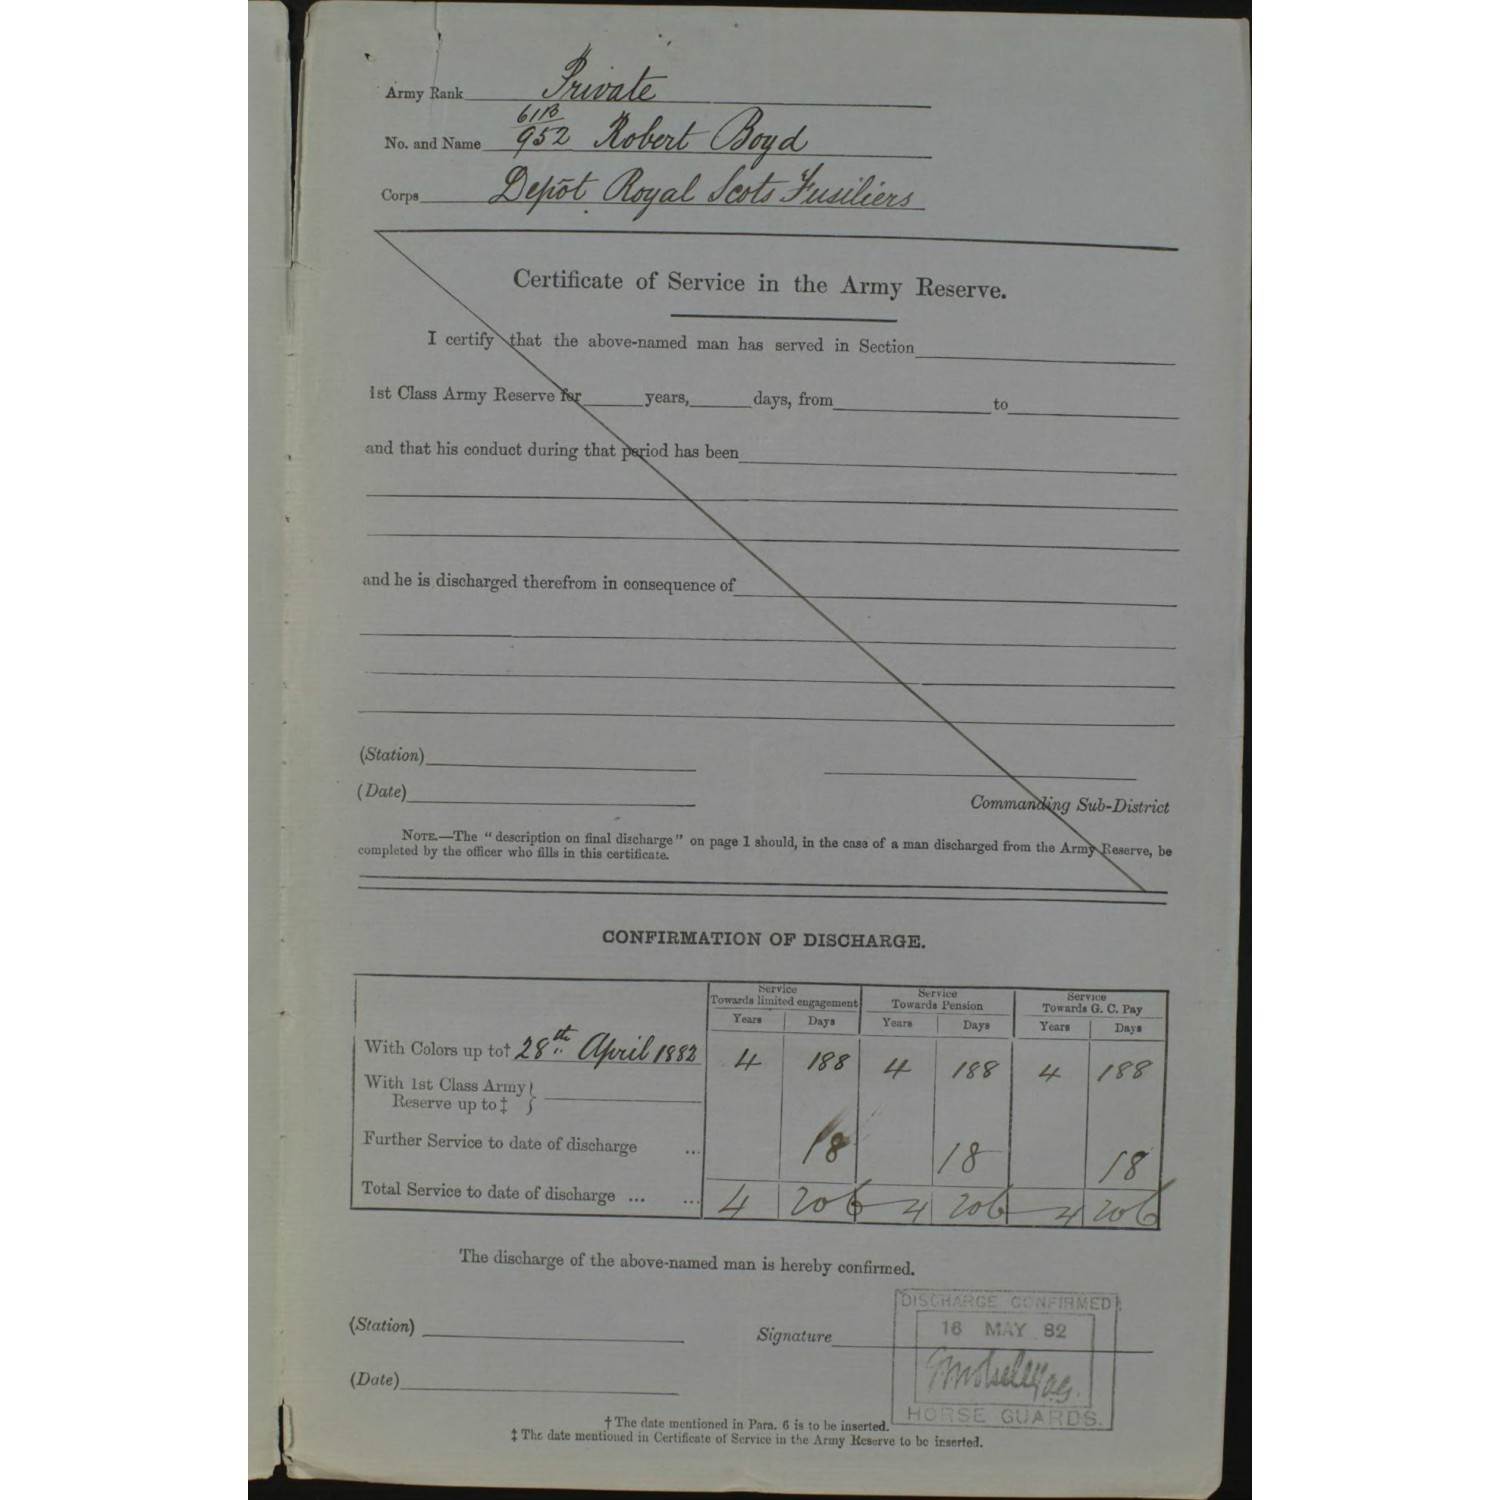 Army Rank Private
61B
No. and Name 952 Robert Boyd
Corps Depôt Royal Scots Fusiliers
Certificate of Service in the Army Reserve.
I certify that the above-named man has served in Section
1st Class Army Reserve for years, days, from to
and that his conduct during that period has been
and he is discharged therefrom in consequence of
(Station)
(Date)
Commanding Sub-District
NOTE.—The "description on final discharge" on page 1 should, in the case of a man discharged from the Army Reserve, be
completed by the officer who fills in this certificate.
CONFIRMATION OF DISCHARGE.
Service Towards limited engagement Service Towards Pension Service Towards G. C. Pay
Years Days Years Days Years Days
With Colors up to† 28th April 1882 4 188 4 188 4 188
With 1st Class Army
Reserve up to ‡ }
Further Service to date of discharge ... 18 18 18
Total Service to date of discharge ... ... 4 206 4 206 4 206
The discharge of the above-named man is hereby confirmed.
DISCHARGE CONFIRMED
(Station)
Signature
16 MAY 82
G Wolseley AG.
(Date)
HORSE GUARDS.
† The date mentioned in Para. 6 is to be inserted.
‡ The date mentioned in Certificate of Service in the Army Reserve to be inserted.